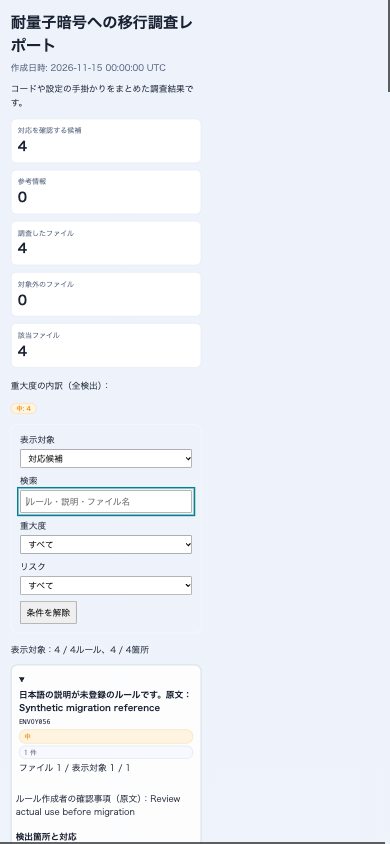 耐量子暗号への移行調査レ
ポート
作成日時: 2026-11-15 00:00:00 UTC
コードや設定の手掛かりをまとめた調査結果で
す。
対応を確認する候補
4
参考情報
0
調査したファイル
4
対象外のファイル
0
該当ファイル
4
重大度の内訳（全検出）:
中: 4
表示対象
対応候補
検索
ルール・説明・ファイル名
重大度
すべて
リスク
すべて
条件を解除
表示対象：4 / 4ルール、4 / 4箇所
▼
日本語の説明が未登録のルールです。原文：
Synthetic migration reference
ENVOY056
中
1 件
ファイル 1 / 表示対象 1 / 1
ルール作成者の確認事項（原文）：Review
actual use before migration
検出箇所と対応